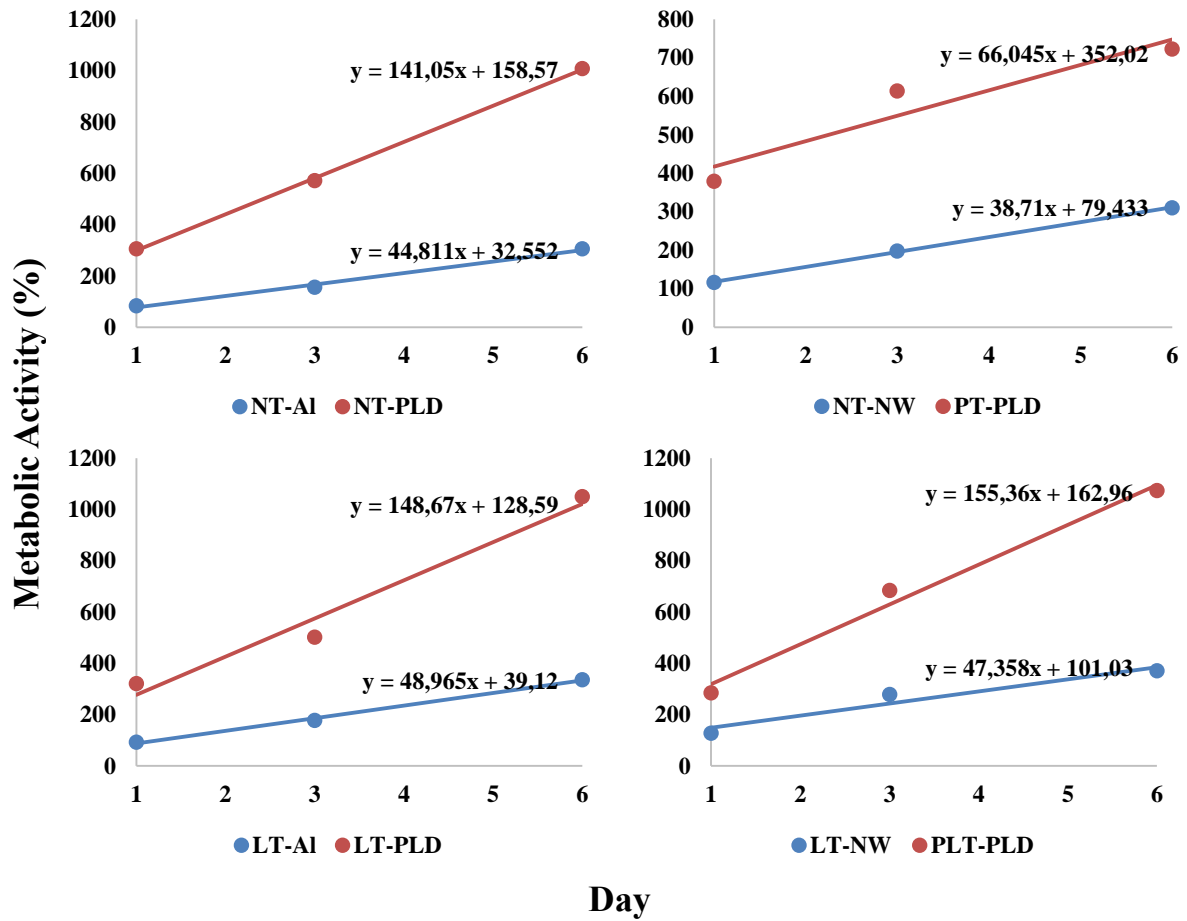 Metabolic Activity (%)
1200
1000
800
600
400
200
0
y = 141,05x + 158,57
y = 44,811x + 32,552
1 2 3 4 5 6
NT-Al NT-PLD
800
700
600
500
400
300
200
100
0
y = 66,045x + 352,02
y = 38,71x + 79,433
1 2 3 4 5 6
NT-NW PT-PLD
1200
1000
800
600
400
200
0
y = 148,67x + 128,59
y = 48,965x + 39,12
1 2 3 4 5 6
LT-Al LT-PLD
1200
1000
800
600
400
200
0
y = 155,36x + 162,96
y = 47,358x + 101,03
1 2 3 4 5 6
LT-NW PLT-PLD
Day